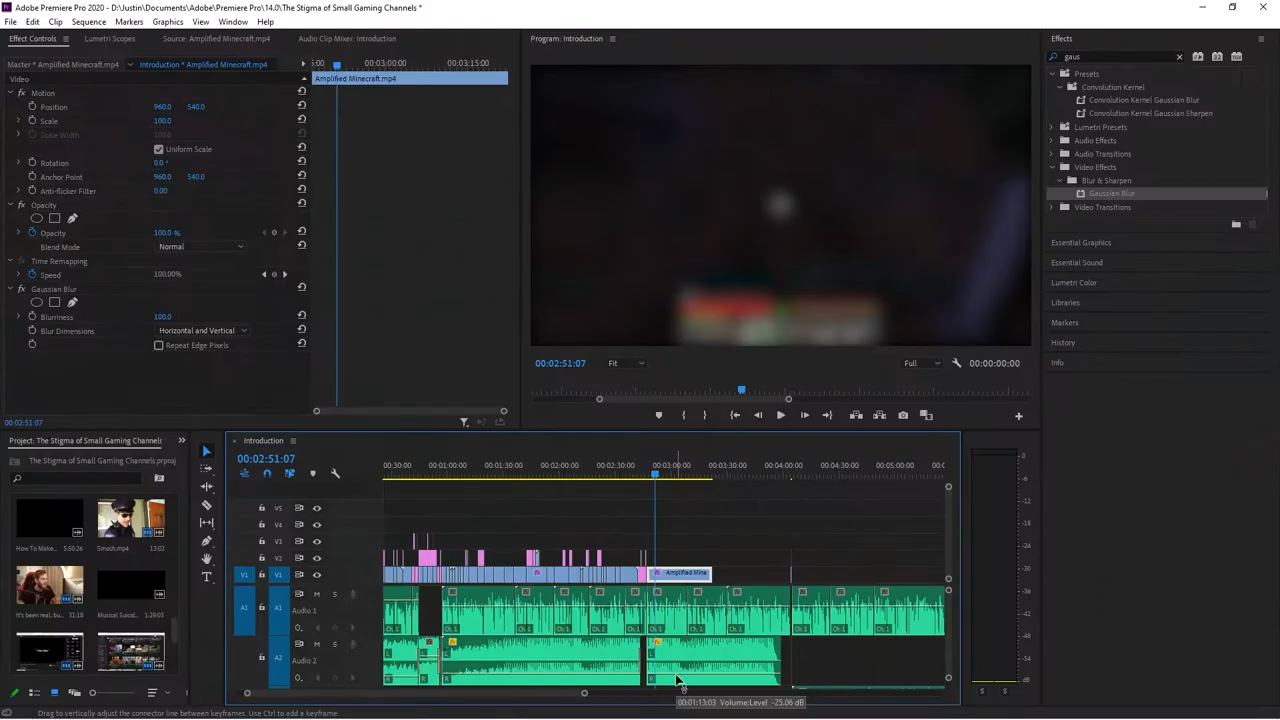 Adobe Premiere Pro 2020 - D:\Justin\Documents\Adobe\Premiere Pro\14.0\The Stigma of Small Gaming Channels *
File Edit Clip Sequence Markers Graphics View Window Help
Effect Controls Lumetri Scopes Source: Amplified Minecraft.mp4 Audio Clip Mixer: Introduction
Master * Amplified Minecraft.mp4 Introduction * Amplified Minecraft.mp4
:00 00:03:00:00 00:03:15:00
Video
Amplified Minecraft.mp4
fx Motion
Position 960.0 540.0
Scale 100.0
Scale Width 100.0
Uniform Scale
Rotation 0.0 °
Anchor Point 960.0 540.0
Anti-flicker Filter 0.00
fx Opacity
Opacity 100.0 %
Blend Mode Normal
Time Remapping
Speed 100.00%
fx Gaussian Blur
Blurriness 100.0
Blur Dimensions Horizontal and Vertical
Repeat Edge Pixels
00:02:51:07
Program: Introduction
00:02:51:07 Fit Full 00:00:00:00
Effects
gaus
Presets
Convolution Kernel
Convolution Kernel Gaussian Blur
Convolution Kernel Gaussian Sharpen
Lumetri Presets
Audio Effects
Audio Transitions
Video Effects
Blur & Sharpen
Gaussian Blur
Video Transitions
Essential Graphics
Essential Sound
Lumetri Color
Libraries
Markers
History
Info
Project: The Stigma of Small Gaming Channels
The Stigma of Small Gaming Channels.prproj
How To Make... 5:50:26
Smosh.mp4 13:02
It's been real, bu... 31:18
Musical Suicid... 1:29:05
Introduction
00:02:51:07
00:30:00 00:01:00:00 00:01:30:00 00:02:00:00 00:02:30:00 00:03:00:00 00:03:30:00 00:04:00:00 00:04:30:00 00:05:00:00 00:0
V5
V4
V3
V2
V1 V1 Amplified Mine
A1 A1 M S
Audio 1
A2 M S
Audio 2
00:01:13:03 Volume:Level -25.06 dB
0
-6
-12
-18
-24
-30
-36
-42
-48
-54
dB
S S
Drag to vertically adjust the connector line between keyframes. Use Ctrl to add a keyframe.